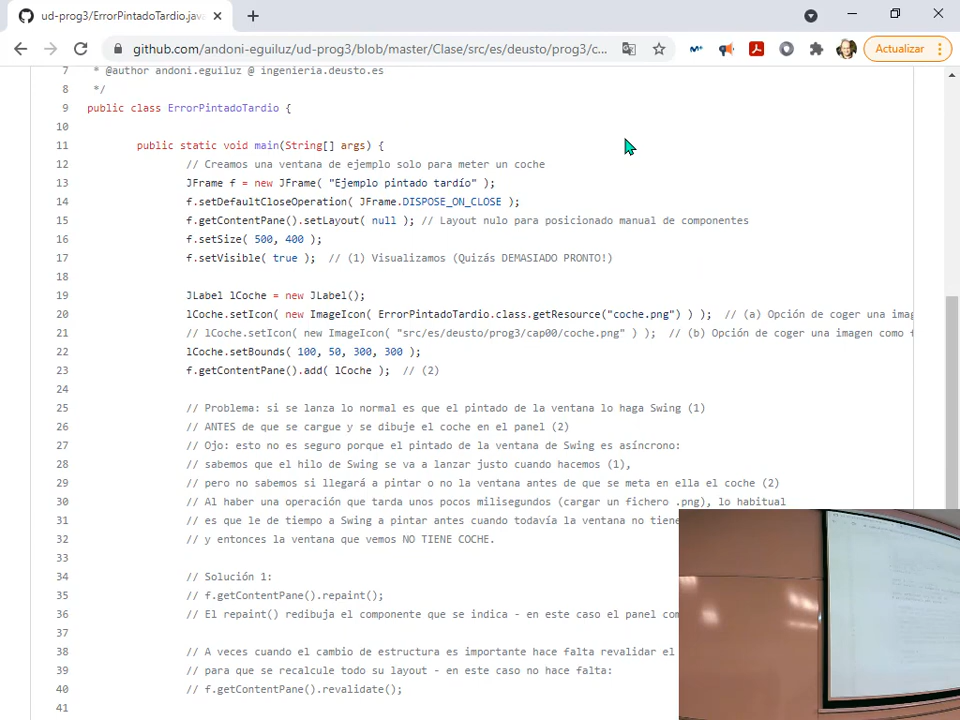 ud-prog3/ErrorPintadoTardio.java
github.com/andoni-eguiluz/ud-prog3/blob/master/Clase/src/es/deusto/prog3/c...
Actualizar
7 * @author andoni.eguiluz @ ingenieria.deusto.es
8 */
9 public class ErrorPintadoTardio {
10
11 public static void main(String[] args) {
12 // Creamos una ventana de ejemplo solo para meter un coche
13 JFrame f = new JFrame( "Ejemplo pintado tardío" );
14 f.setDefaultCloseOperation( JFrame.DISPOSE_ON_CLOSE );
15 f.getContentPane().setLayout( null ); // Layout nulo para posicionado manual de componentes
16 f.setSize( 500, 400 );
17 f.setVisible( true ); // (1) Visualizamos (Quizás DEMASIADO PRONTO!)
18
19 JLabel lCoche = new JLabel();
20 lCoche.setIcon( new ImageIcon( ErrorPintadoTardio.class.getResource("coche.png") ) ); // (a) Opción de coger una imag
21 // lCoche.setIcon( new ImageIcon( "src/es/deusto/prog3/cap00/coche.png" ) ); // (b) Opción de coger una imagen como f
22 lCoche.setBounds( 100, 50, 300, 300 );
23 f.getContentPane().add( lCoche ); // (2)
24
25 // Problema: si se lanza lo normal es que el pintado de la ventana lo haga Swing (1)
26 // ANTES de que se cargue y se dibuje el coche en el panel (2)
27 // Ojo: esto no es seguro porque el pintado de la ventana de Swing es asíncrono:
28 // sabemos que el hilo de Swing se va a lanzar justo cuando hacemos (1),
29 // pero no sabemos si llegará a pintar o no la ventana antes de que se meta en ella el coche (2)
30 // Al haber una operación que tarda unos pocos milisegundos (cargar un fichero .png), lo habitual
31 // es que le de tiempo a Swing a pintar antes cuando todavía la ventana no tiene
32 // y entonces la ventana que vemos NO TIENE COCHE.
33
34 // Solución 1:
35 // f.getContentPane().repaint();
36 // El repaint() redibuja el componente que se indica - en este caso el panel com
37
38 // A veces cuando el cambio de estructura es importante hace falta revalidar el
39 // para que se recalcule todo su layout - en este caso no hace falta:
40 // f.getContentPane().revalidate();
41